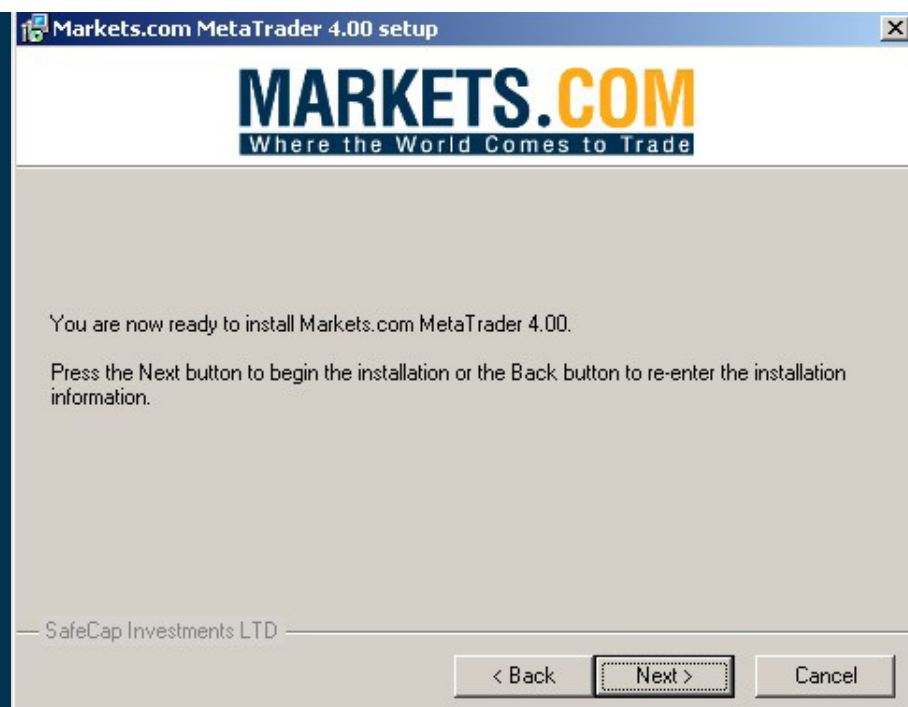 Markets.com MetaTrader 4.00 setup
MARKETS.COM
Where the World Comes to Trade
You are now ready to install Markets.com MetaTrader 4.00.
Press the Next button to begin the installation or the Back button to re-enter the installation
information.
SafeCap Investments LTD
< Back Next > Cancel